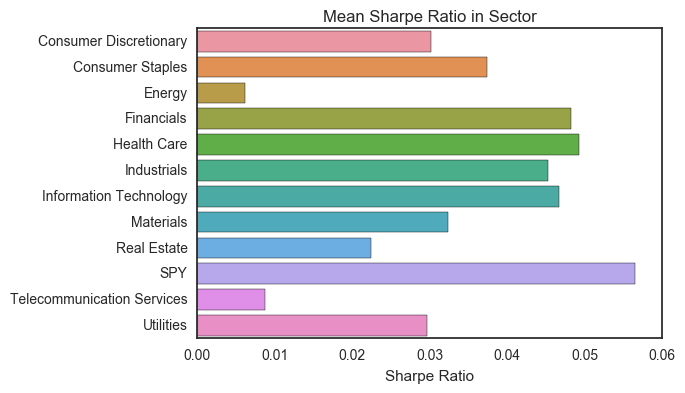 Mean Sharpe Ratio in Sector
Consumer Discretionary
Consumer Staples
Energy
Financials
Health Care
Industrials
Information Technology
Materials
Real Estate
SPY
Telecommunication Services
Utilities
0.00 0.01 0.02 0.03 0.04 0.05 0.06
Sharpe Ratio